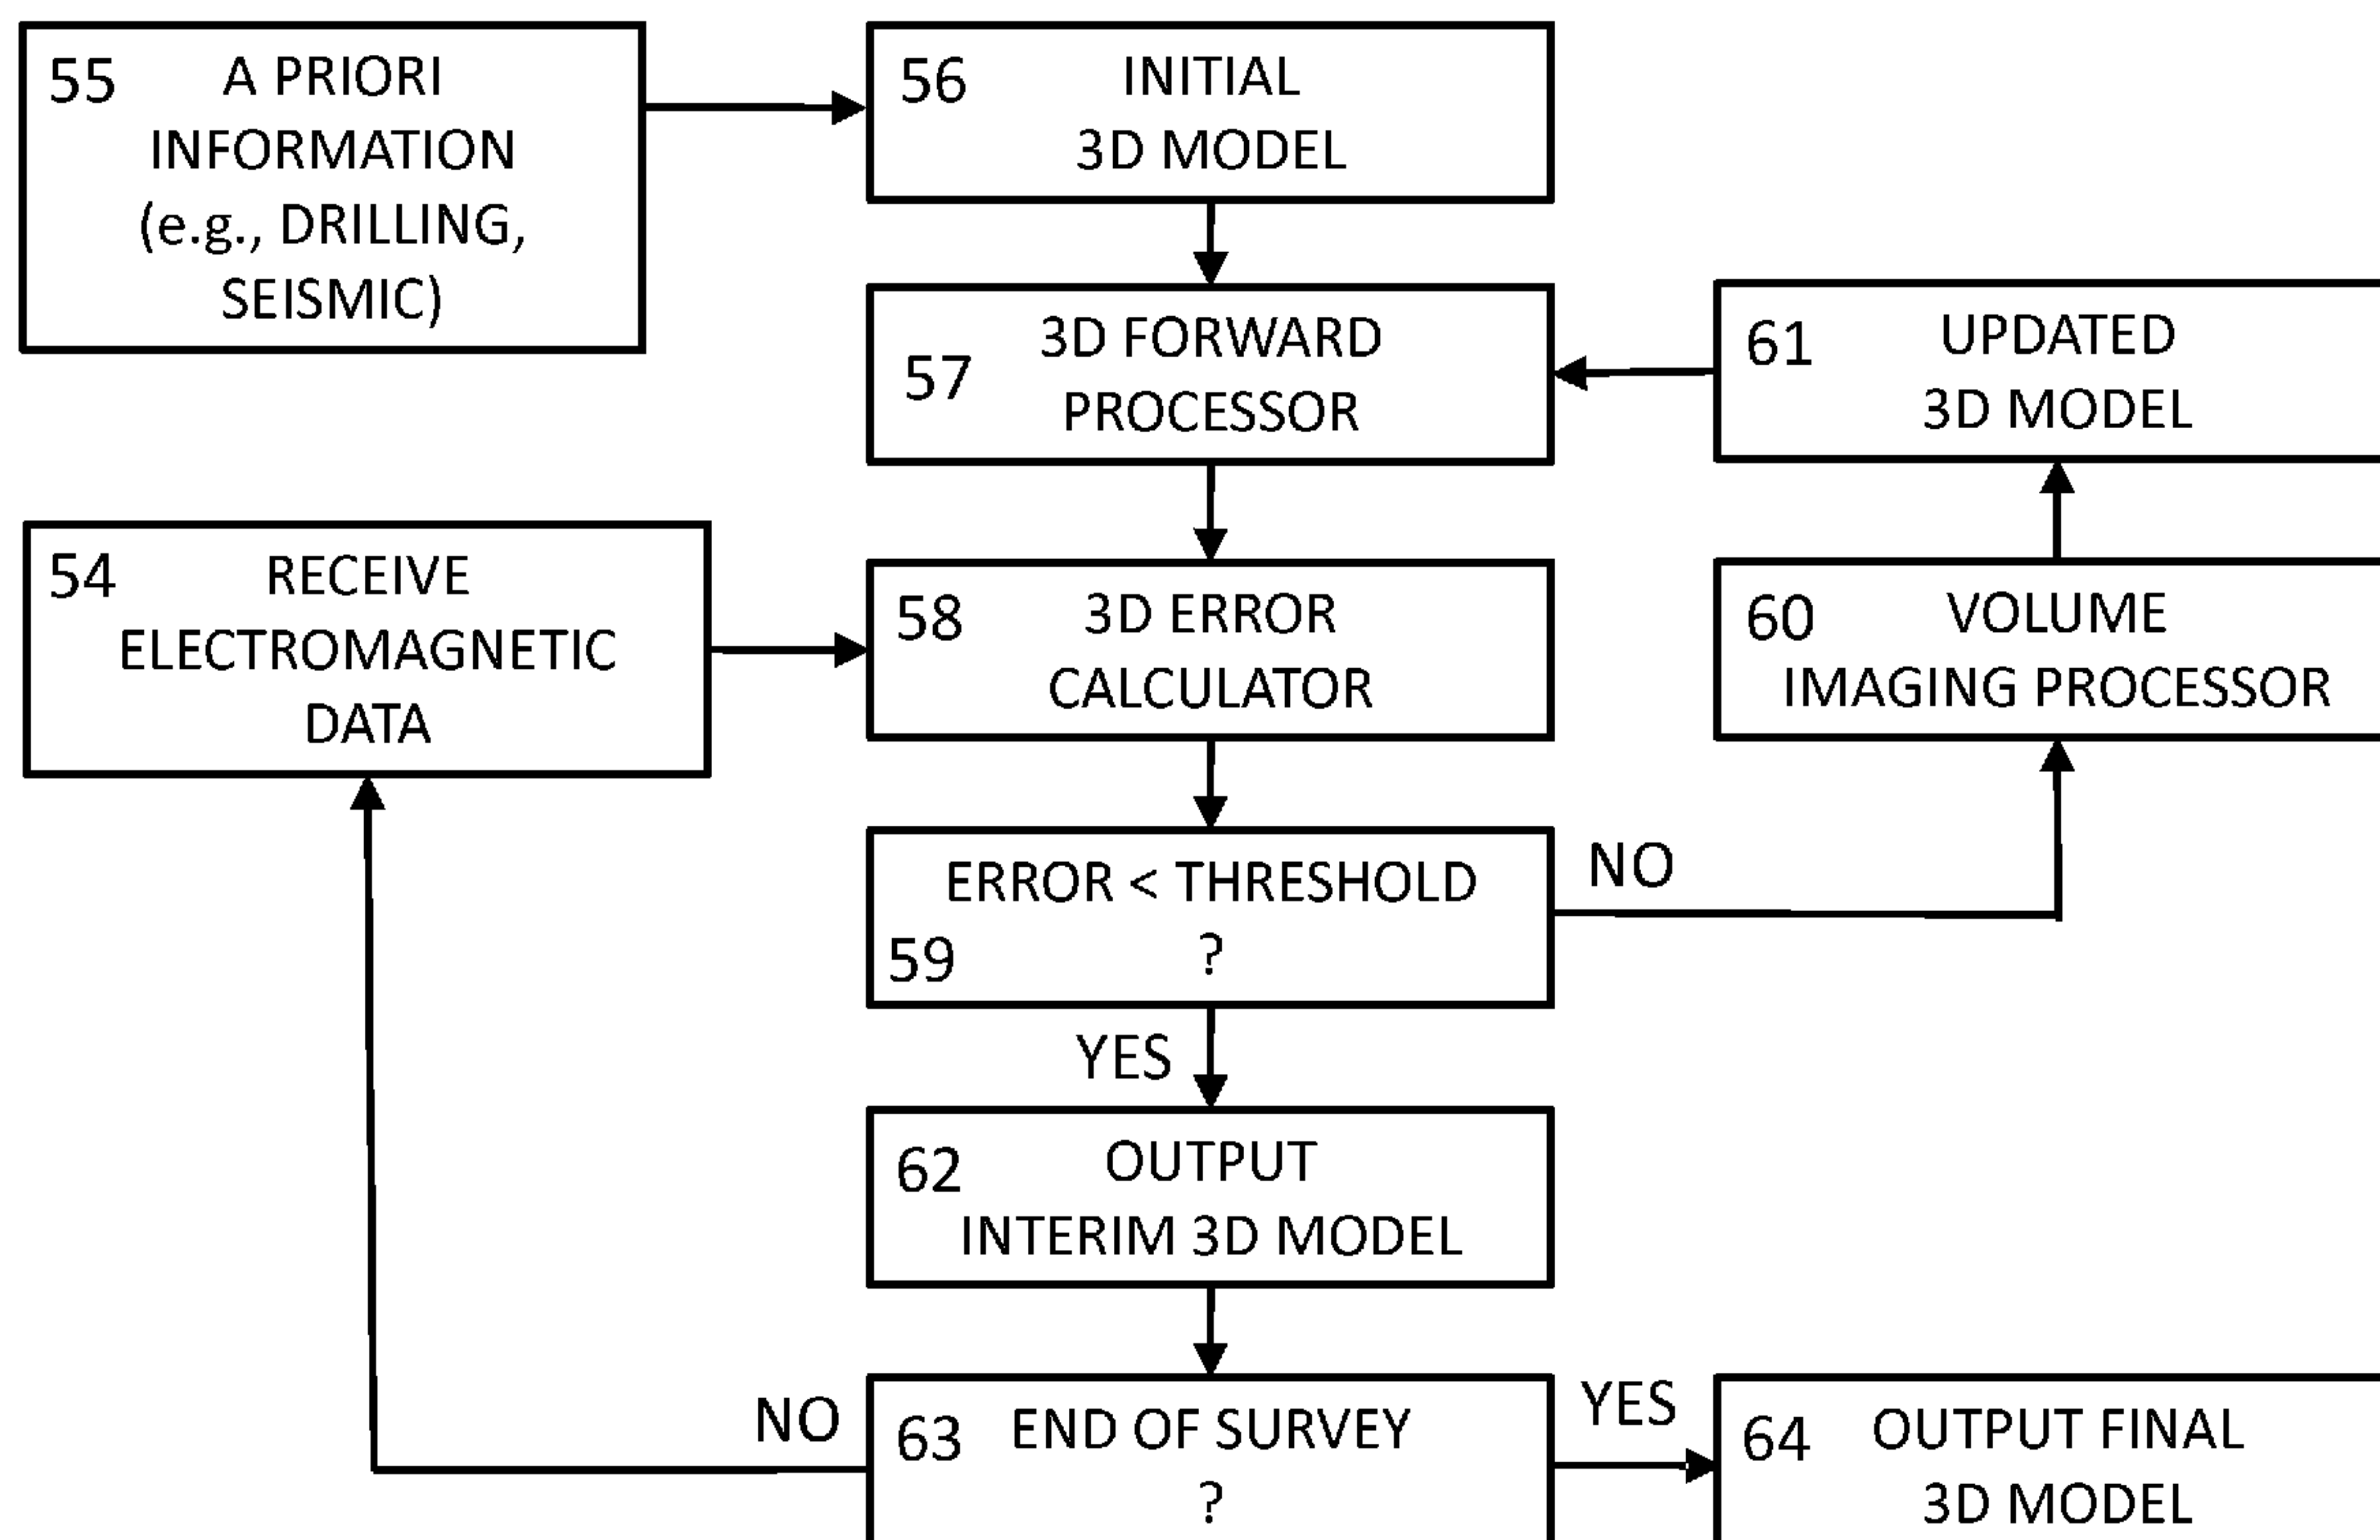 55 A PRIORI
INFORMATION
(e.g., DRILLING,
SEISMIC)
56 INITIAL
3D MODEL
57 3D FORWARD
PROCESSOR
61 UPDATED
3D MODEL
54 RECEIVE
ELECTROMAGNETIC
DATA
58 3D ERROR
CALCULATOR
60 VOLUME
IMAGING PROCESSOR
ERROR < THRESHOLD
59 ?
NO
YES
62 OUTPUT
INTERIM 3D MODEL
NO
63 END OF SURVEY
?
YES
64 OUTPUT FINAL
3D MODEL